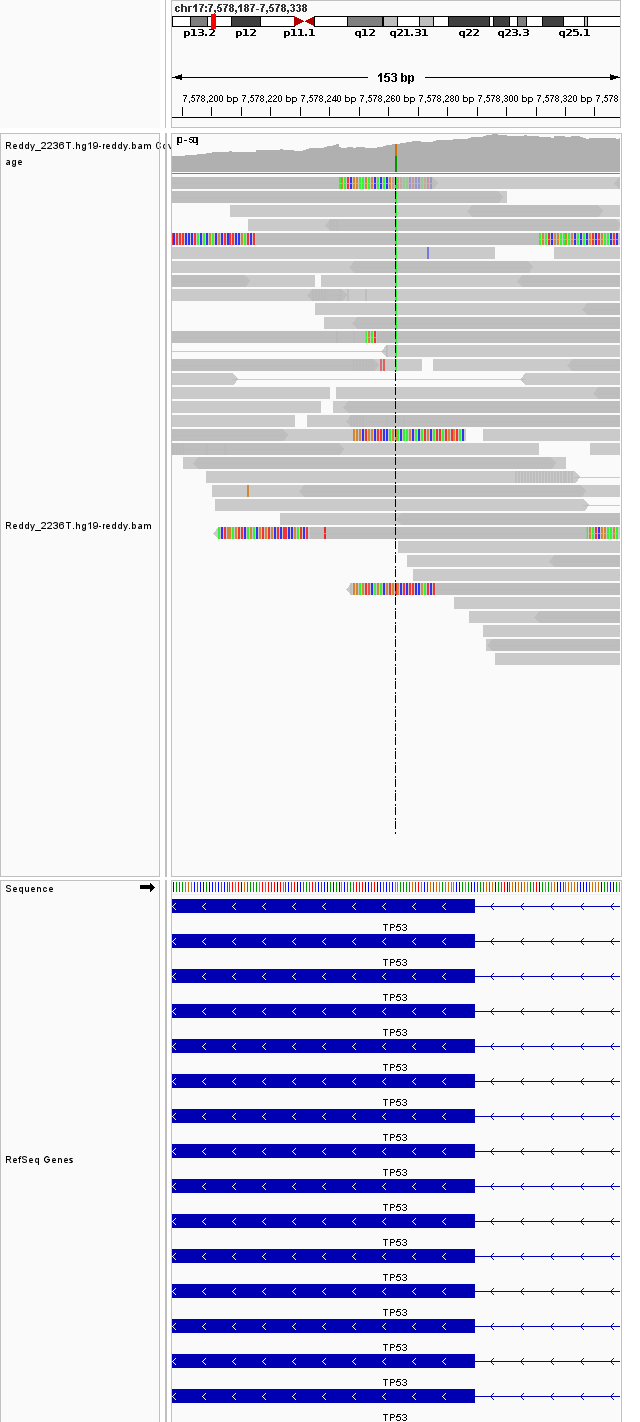 chr17:7,578,187-7,578,338
p13.2 p12 p11.1 q12 q21.31 q22 q23.3 q25.1
153 bp
7,578,200 bp 7,578,220 bp 7,578,240 bp 7,578,260 bp 7,578,280 bp 7,578,300 bp 7,578,320 bp 7,578
Reddy_2236T.hg19-reddy.bam Cov
age
Reddy_2236T.hg19-reddy.bam
Sequence
TP53
TP53
TP53
TP53
TP53
TP53
TP53
RefSeq Genes
TP53
TP53
TP53
TP53
TP53
TP53
TP53
TP53